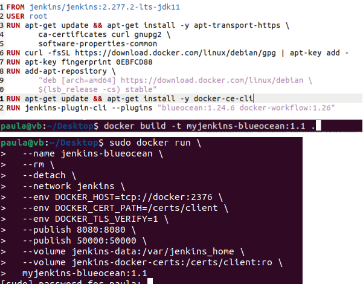 1 FROM jenkins/jenkins:2.277.2-lts-jdk11
2 USER root
3 RUN apt-get update && apt-get install -y apt-transport-https \
ca-certificates curl gnupg2 \
software-properties-common
6 RUN curl -fsSL https://download.docker.com/linux/debian/gpg | apt-key add -
7 RUN apt-key fingerprint 0EBFCD88
8 RUN add-apt-repository \
9 "deb [arch=amd64] https://download.docker.com/linux/debian \
$(lsb_release -cs) stable"
1 RUN apt-get update && apt-get install -y docker-ce-cli
2 RUN jenkins-plugin-cli --plugins "blueocean:1.24.6 docker-workflow:1.26"
paula@vb:~/Desktop$ docker build -t myjenkins-blueocean:1.1 .
paula@vb:~/Desktop$ sudo docker run \
> --name jenkins-blueocean \
> --rm \
> --detach \
> --network jenkins \
> --env DOCKER_HOST=tcp://docker:2376 \
> --env DOCKER_CERT_PATH=/certs/client \
> --env DOCKER_TLS_VERIFY=1 \
> --publish 8080:8080 \
> --publish 50000:50000 \
> --volume jenkins-data:/var/jenkins_home \
> --volume jenkins-docker-certs:/certs/client:ro \
> myjenkins-blueocean:1.1
[sudo] password for paula: